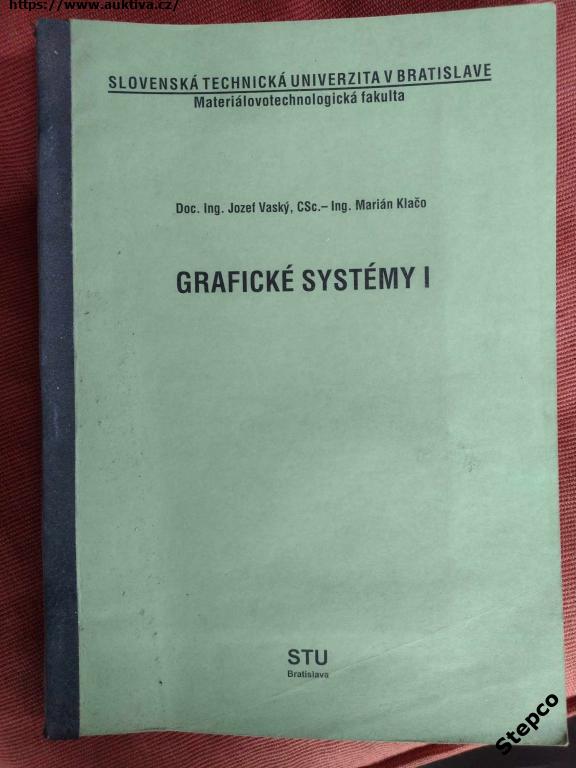 https://www.auktiva.cz/
SLOVENSKÁ TECHNICKÁ UNIVERZITA V BRATISLAVE
Materiálovotechnologická fakulta
Doc. Ing. Jozef Vaský, CSc.– Ing. Marián Klačo
GRAFICKÉ SYSTÉMY I
STU
Bratislava
Stepco